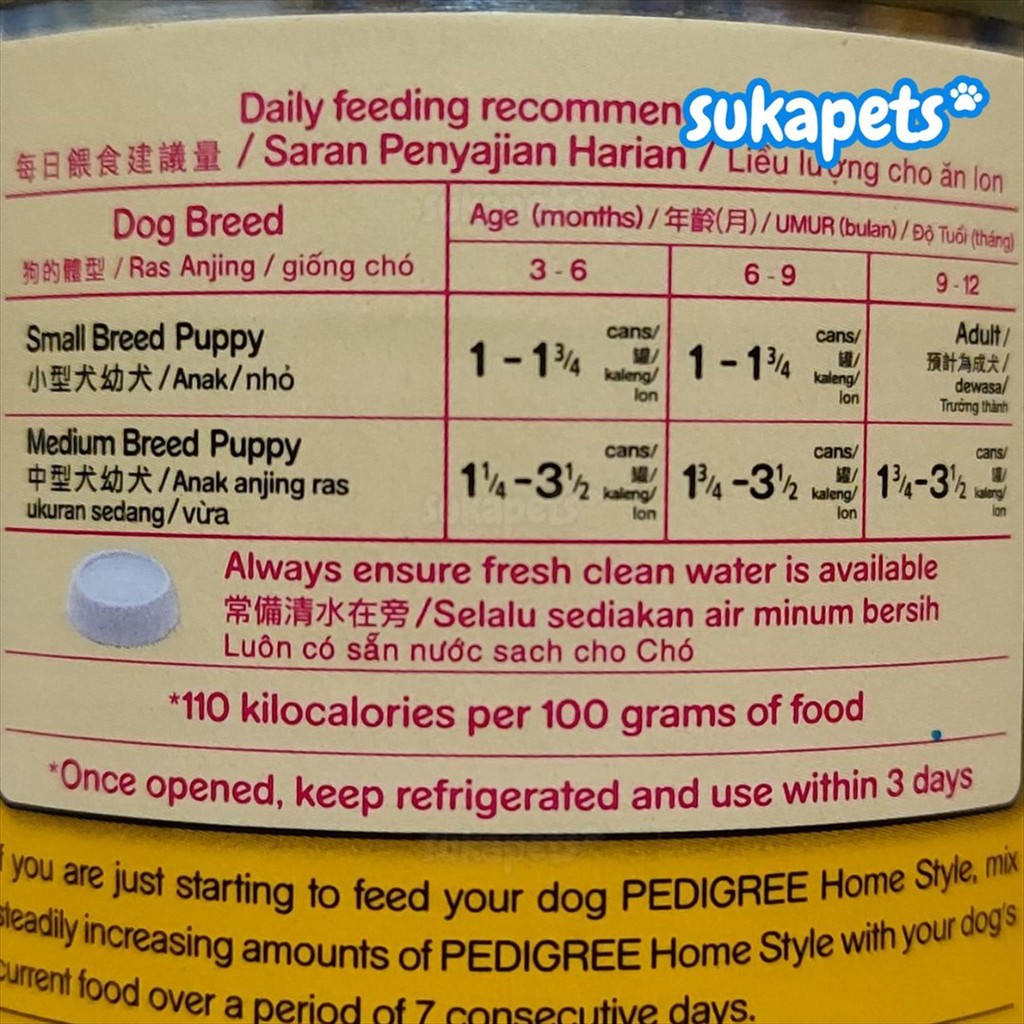 sukapets
Daily feeding recommen
每日餵食建議量 / Saran Penyajian Harian / Liều lượng cho ăn lon
Dog Breed
狗的體型 / Ras Anjing / giống chó
Age (months) / 年齡(月) / UMUR (bulan) / Độ Tuổi (tháng)
3 - 6
6 - 9
9 - 12
Small Breed Puppy
小型犬幼犬 / Anak / nhỏ
1 - 1 3/4
cans/
罐/
kaleng/
lon
1 - 1 3/4
cans/
罐/
kaleng/
lon
Adult /
預計為成犬 /
dewasa/
Trưởng thành
Medium Breed Puppy
中型犬幼犬 / Anak anjing ras
ukuran sedang / vừa
1 1/4 - 3 1/2
cans/
罐/
kaleng/
lon
1 3/4 - 3 1/2
cans/
罐/
kaleng/
lon
1 3/4 - 3 1/2
cans/
罐/
kaleng/
lon
sukapets
Always ensure fresh clean water is available
常備清水在旁 / Selalu sediakan air minum bersih
Luôn có sẵn nước sach cho Chó
*110 kilocalories per 100 grams of food
*Once opened, keep refrigerated and use within 3 days
f you are just starting to feed your dog PEDIGREE Home Style, mix
steadily increasing amounts of PEDIGREE Home Style with your dog's
current food over a period of 7 consecutive days.